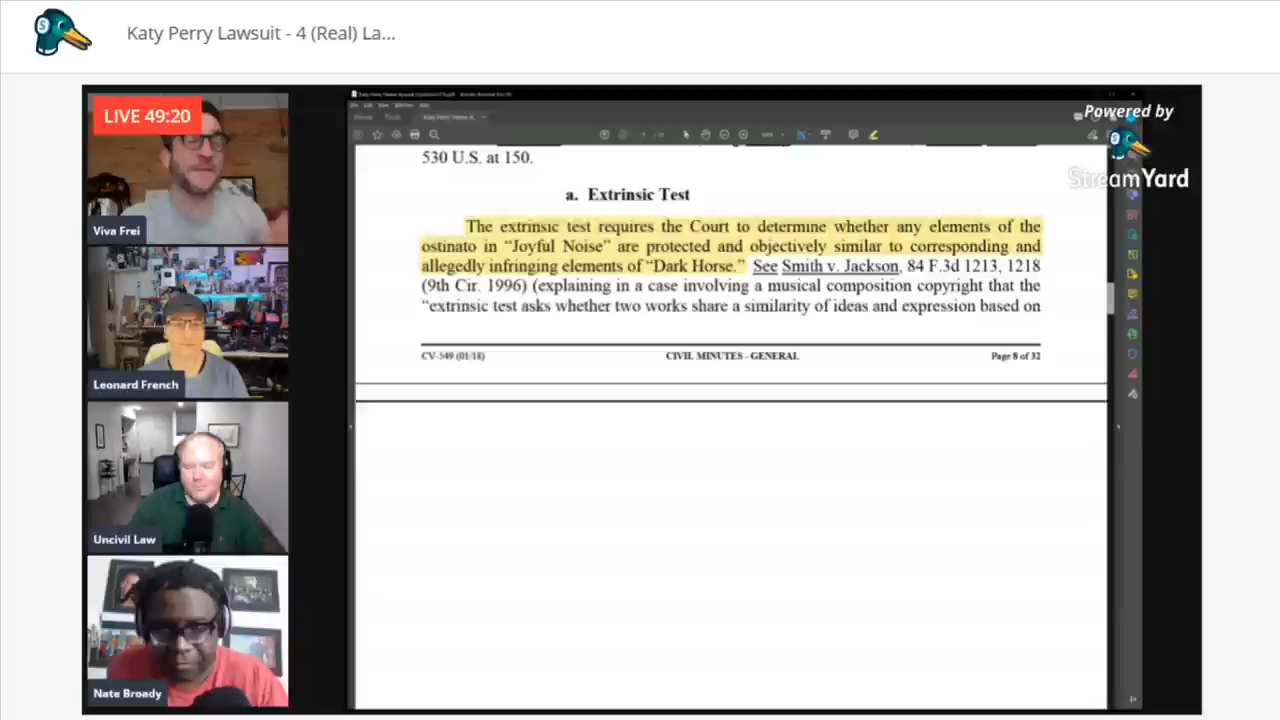 Katy Perry Lawsuit - 4 (Real) La...
LIVE 49:20
Viva Frei
Leonard French
Uncivil Law
Nate Broady
Powered by
StreamYard
530 U.S. at 150.
a. Extrinsic Test
The extrinsic test requires the Court to determine whether any elements of the
ostinato in “Joyful Noise” are protected and objectively similar to corresponding and
allegedly infringing elements of “Dark Horse.” See Smith v. Jackson, 84 F.3d 1213, 1218
(9th Cir. 1996) (explaining in a case involving a musical composition copyright that the
“extrinsic test asks whether two works share a similarity of ideas and expression based on
CV-549 (01/18) CIVIL MINUTES - GENERAL Page 8 of 32